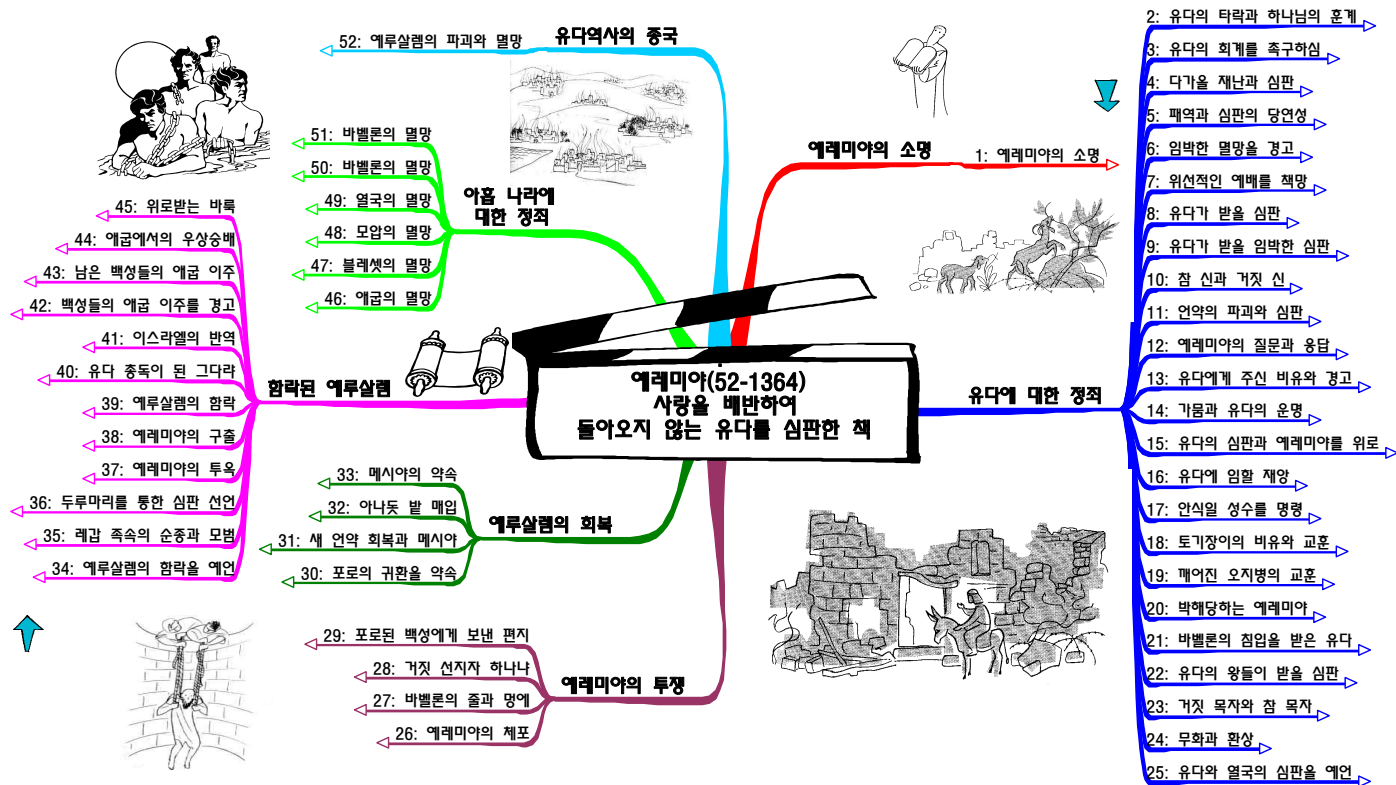 예레미야(52-1364)
사랑을 배반하여
돌아오지 않는 유다를 심판한 책
예레미야의 소명
1: 예레미야의 소명
유다에 대한 정죄
2: 유다의 타락과 하나님의 훈계
3: 유다의 회계를 촉구하심
4: 다가올 재난과 심판
5: 패역과 심판의 당연성
6: 임박한 멸망을 경고
7: 위선적인 예배를 책망
8: 유다가 받을 심판
9: 유다가 받을 임박한 심판
10: 참 신과 거짓 신
11: 언약의 파괴와 심판
12: 예레미야의 질문과 응답
13: 유다에게 주신 비유와 경고
14: 가뭄과 유다의 운명
15: 유다의 심판과 예레미야를 위로
16: 유다에 임할 재앙
17: 안식일 성수를 명령
18: 토기장이의 비유와 교훈
19: 깨어진 오지병의 교훈
20: 박해당하는 예레미야
21: 바벨론의 침입을 받은 유다
22: 유다의 왕들이 받을 심판
23: 거짓 목자와 참 목자
24: 무화과 환상
25: 유다와 열국의 심판을 예언
예레미야의 투쟁
29: 포로된 백성에게 보낸 편지
28: 거짓 선지자 하나냐
27: 바벨론의 줄과 멍에
26: 예레미야의 체포
예루살렘의 회복
33: 메시야의 약속
32: 아나돗 밭 매입
31: 새 언약 회복과 메시야
30: 포로의 귀환을 약속
함락된 예루살렘
45: 위로받는 바룩
44: 애굽에서의 우상숭배
43: 남은 백성들의 애굽 이주
42: 백성들의 애굽 이주를 경고
41: 이스라엘의 반역
40: 유다 총독이 된 그다랴
39: 예루살렘의 함락
38: 예레미야의 구출
37: 예레미야의 투옥
36: 두루마리를 통한 심판 선언
35: 레갑 족속의 순종과 모범
34: 예루살렘의 함락을 예언
아홉 나라에
대한 정죄
51: 바벨론의 멸망
50: 바벨론의 멸망
49: 열국의 멸망
48: 모압의 멸망
47: 블레셋의 멸망
46: 애굽의 멸망
유다역사의 종국
52: 예루살렘의 파괴와 멸망